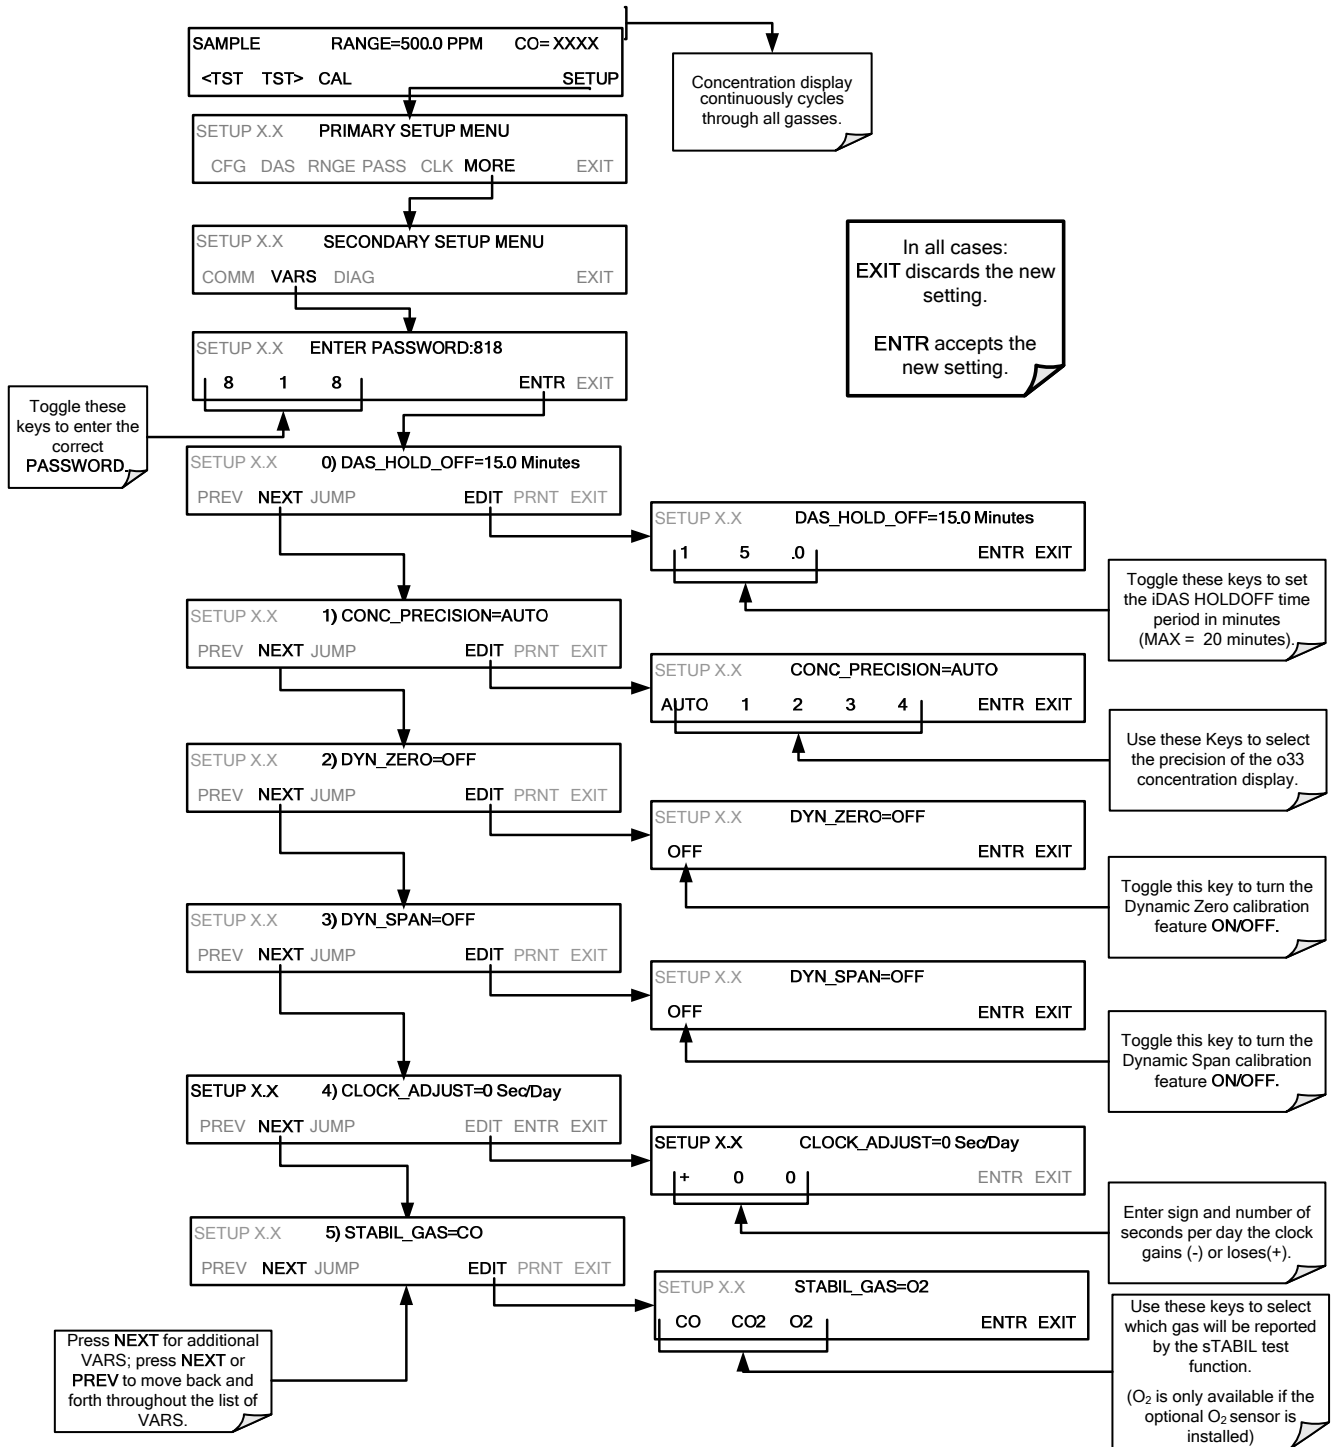 SAMPLE RANGE=500.0 PPM CO= XXXX
<TST TST> CAL SETUP
Concentration display
continuously cycles
through all gasses.
SETUP X.X PRIMARY SETUP MENU
CFG DAS RNGE PASS CLK MORE EXIT
SETUP X.X SECONDARY SETUP MENU
COMM VARS DIAG EXIT
In all cases:
EXIT discards the new
setting.
ENTR accepts the
new setting.
SETUP X.X ENTER PASSWORD:818
8 1 8 ENTR EXIT
Toggle these
keys to enter the
correct
PASSWORD.
SETUP X.X 0) DAS_HOLD_OFF=15.0 Minutes
PREV NEXT JUMP EDIT PRNT EXIT
SETUP X.X DAS_HOLD_OFF=15.0 Minutes
1 5 .0 ENTR EXIT
Toggle these keys to set
the iDAS HOLDOFF time
period in minutes
(MAX = 20 minutes).
SETUP X.X 1) CONC_PRECISION=AUTO
PREV NEXT JUMP EDIT PRNT EXIT
SETUP X.X CONC_PRECISION=AUTO
AUTO 1 2 3 4 ENTR EXIT
Use these Keys to select
the precision of the o33
concentration display.
SETUP X.X 2) DYN_ZERO=OFF
PREV NEXT JUMP EDIT PRNT EXIT
SETUP X.X DYN_ZERO=OFF
OFF ENTR EXIT
Toggle this key to turn the
Dynamic Zero calibration
feature ON/OFF.
SETUP X.X 3) DYN_SPAN=OFF
PREV NEXT JUMP EDIT PRNT EXIT
SETUP X.X DYN_SPAN=OFF
OFF ENTR EXIT
Toggle this key to turn the
Dynamic Span calibration
feature ON/OFF.
SETUP X.X 4) CLOCK_ADJUST=0 Sec/Day
PREV NEXT JUMP EDIT ENTR EXIT
SETUP X.X CLOCK_ADJUST=0 Sec/Day
+ 0 0 ENTR EXIT
Enter sign and number of
seconds per day the clock
gains (-) or loses(+).
SETUP X.X 5) STABIL_GAS=CO
PREV NEXT JUMP EDIT PRNT EXIT
SETUP X.X STABIL_GAS=O2
CO CO2 O2 ENTR EXIT
Use these keys to select
which gas will be reported
by the sTABIL test
function.
(O₂ is only available if the
optional O₂ sensor is
installed)
Press NEXT for additional
VARS; press NEXT or
PREV to move back and
forth throughout the list of
VARS.